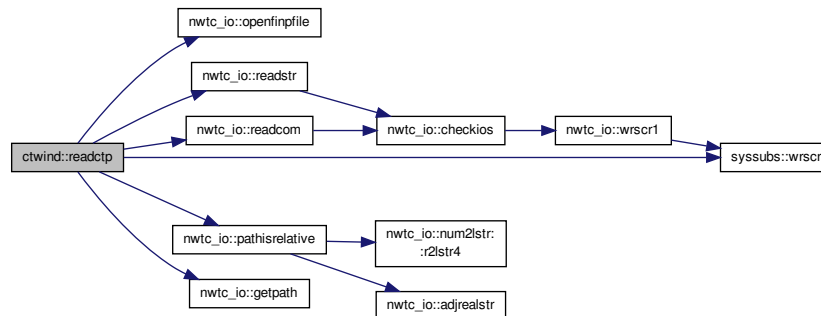 nwtc_io::openfinpfile
nwtc_io::readstr
nwtc_io::readcom
nwtc_io::checkios
nwtc_io::wrscr1
ctwind::readctp
syssubs::wrscr
nwtc_io::pathisrelative
nwtc_io::num2lstr:
:r2lstr4
nwtc_io::getpath
nwtc_io::adjrealstr